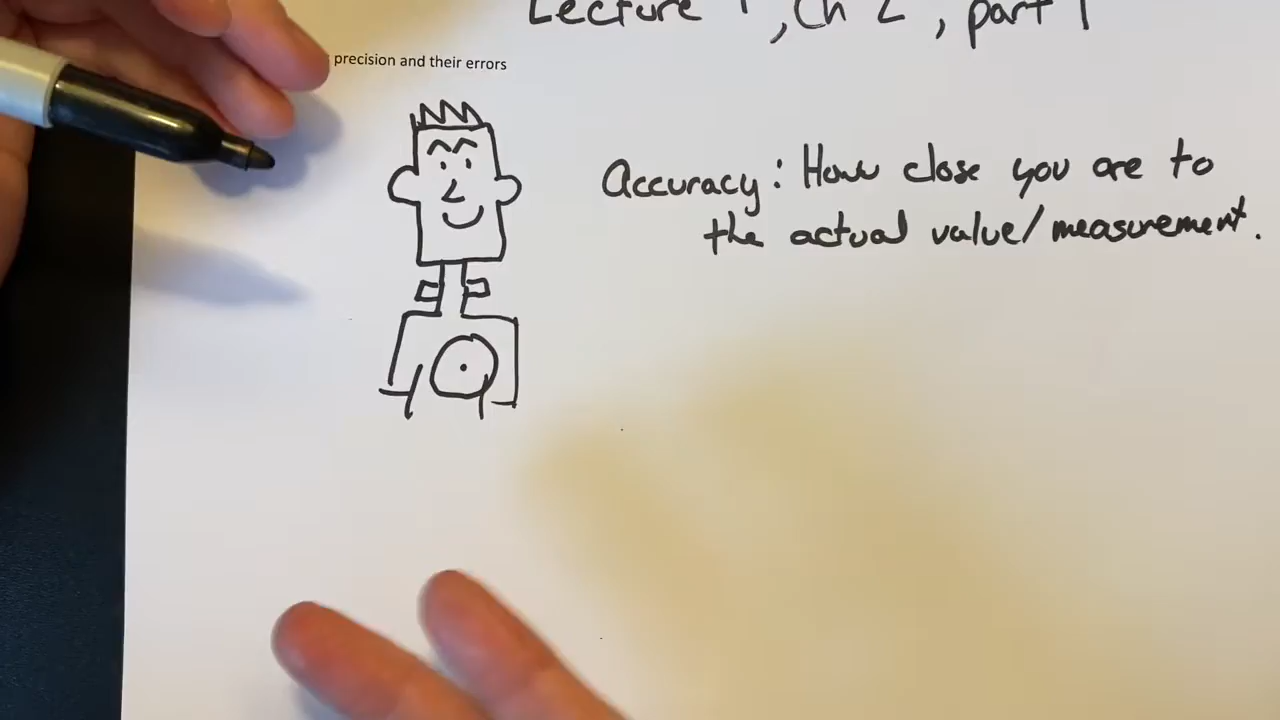 Lecture 1, Ch 2, part 1
precision and their errors
Accuracy: How close you are to
the actual value/measurement.